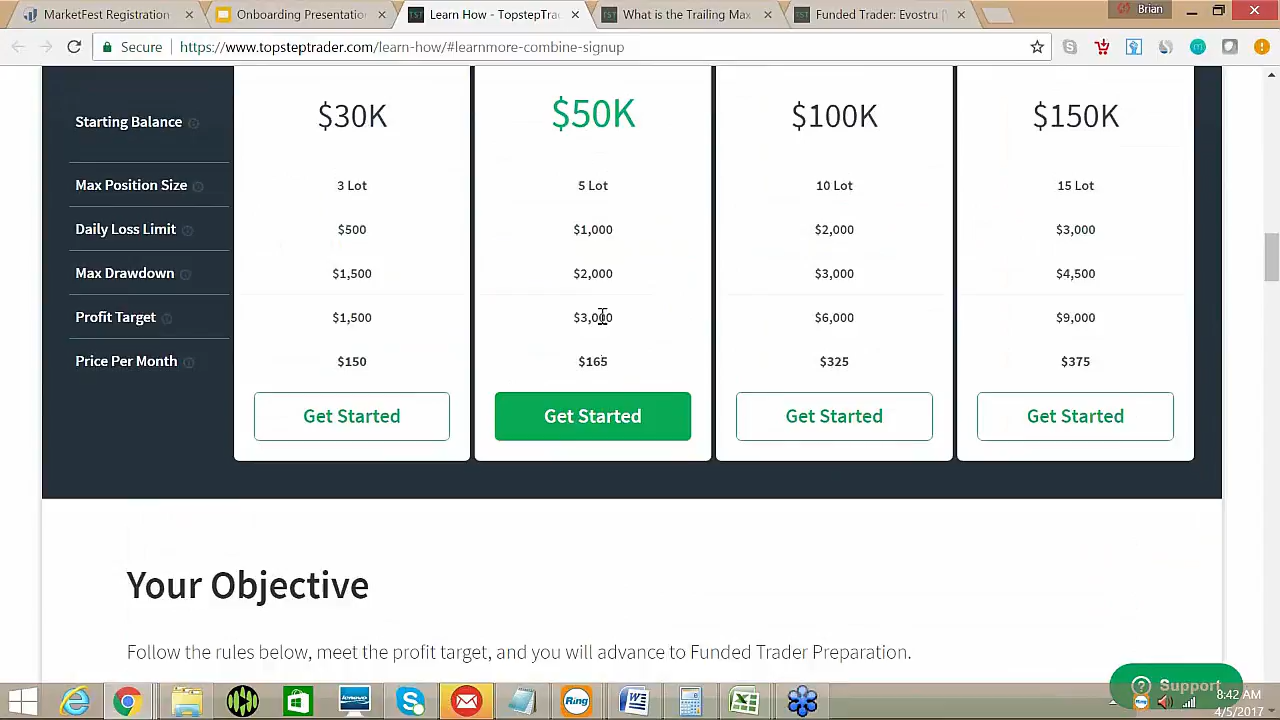 MarketFest Registration
Onboarding Presentation
Learn How - TopstepTrad
What is the Trailing Max
Funded Trader: Evostru
Brian
Secure
https://www.topsteptrader.com/learn-how/#learnmore-combine-signup
Starting Balance
$30K
$50K
$100K
$150K
Max Position Size
3 Lot
5 Lot
10 Lot
15 Lot
Daily Loss Limit
$500
$1,000
$2,000
$3,000
Max Drawdown
$1,500
$2,000
$3,000
$4,500
Profit Target
$1,500
$3,000
$6,000
$9,000
Price Per Month
$150
$165
$325
$375
Get Started
Get Started
Get Started
Get Started
Your Objective
Follow the rules below, meet the profit target, and you will advance to Funded Trader Preparation.
Support
lenovo
Ring
Ring
8:42 AM
4/5/2017